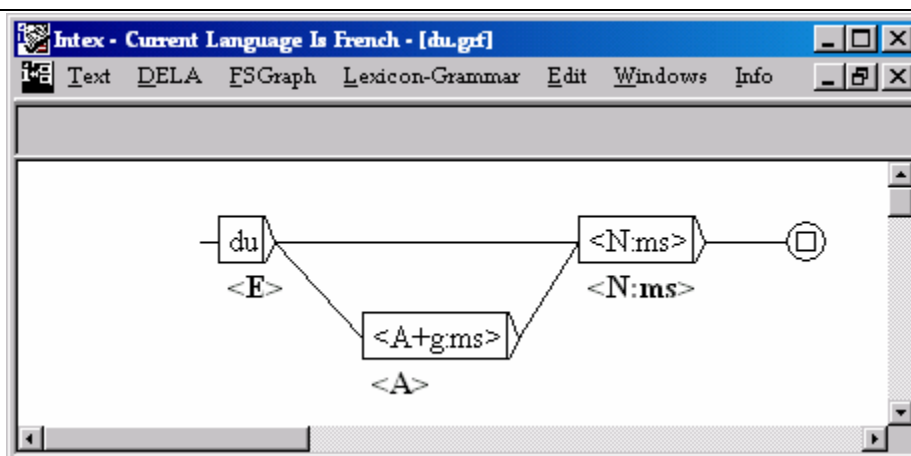 Intex - Current Language Is French - [du.grf]
Text DELA FSGraph Lexicon-Grammar Edit Windows Info
du <N:ms>
<E> <N:ms>
<A+g:ms>
<A>